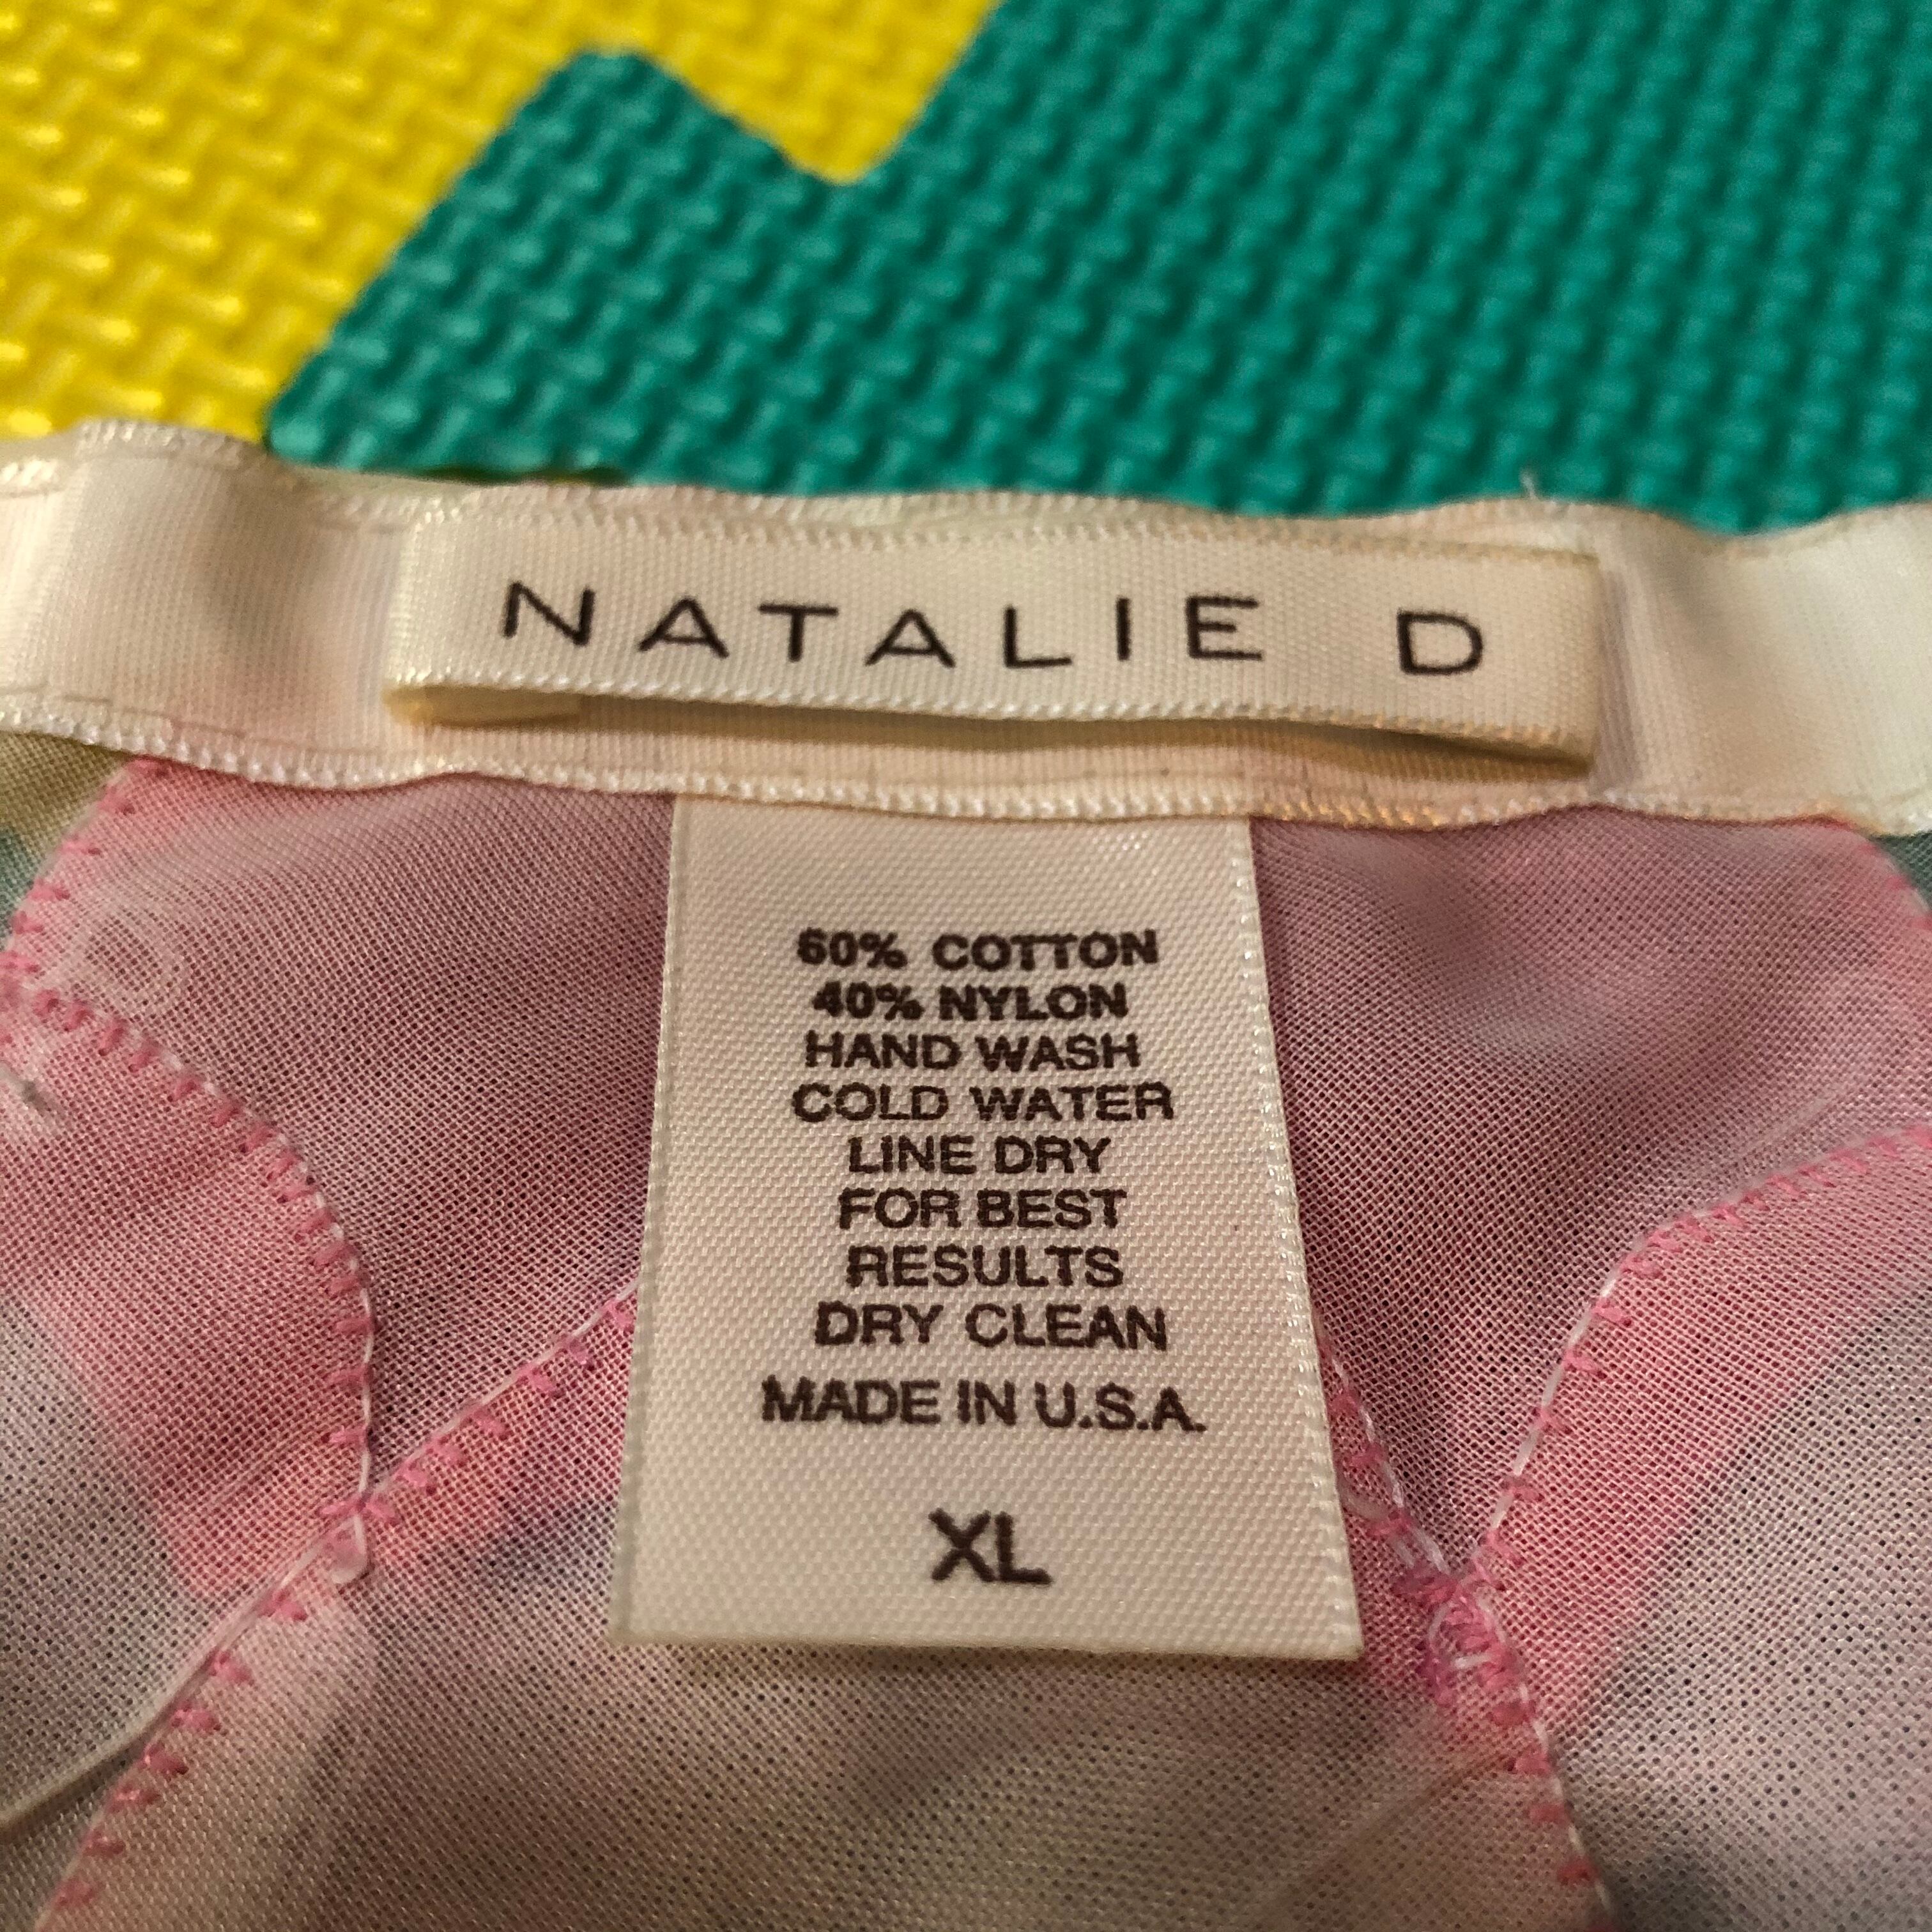 NATALIE D
60% COTTON
40% NYLON
HAND WASH
COLD WATER
LINE DRY
FOR BEST
RESULTS
DRY CLEAN
MADE IN U.S.A.
XL